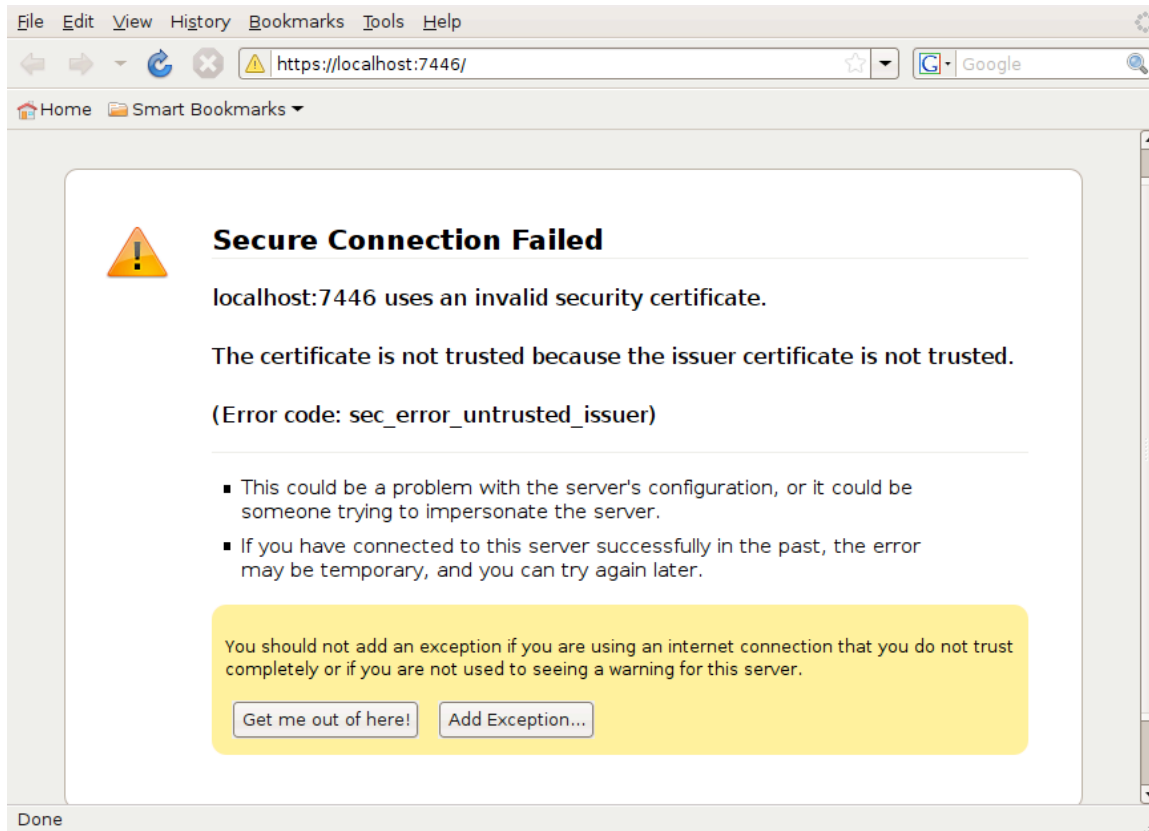 File Edit View History Bookmarks Tools Help
https://localhost:7446/
G Google
Home Smart Bookmarks
Secure Connection Failed
localhost:7446 uses an invalid security certificate.
The certificate is not trusted because the issuer certificate is not trusted.
(Error code: sec_error_untrusted_issuer)
This could be a problem with the server's configuration, or it could be
someone trying to impersonate the server.
If you have connected to this server successfully in the past, the error
may be temporary, and you can try again later.
You should not add an exception if you are using an internet connection that you do not trust
completely or if you are not used to seeing a warning for this server.
Get me out of here! Add Exception...
Done